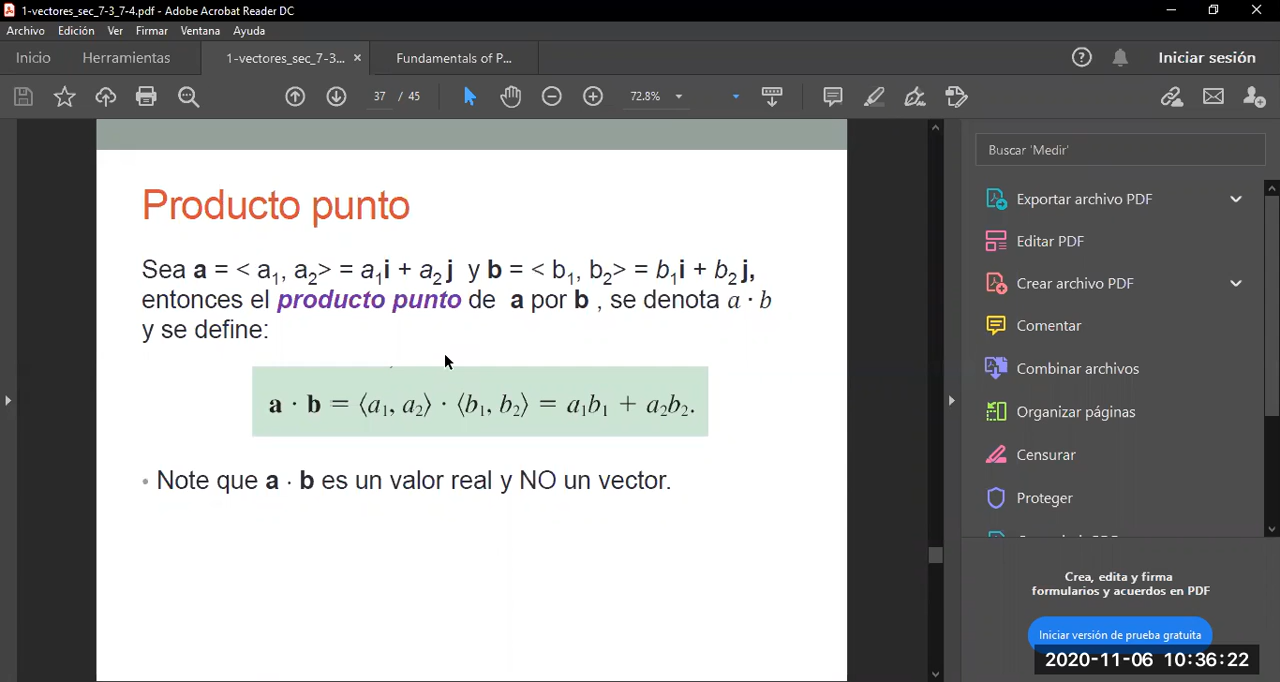 1-vectores_sec_7-3_7-4.pdf - Adobe Acrobat Reader DC
Archivo Edición Ver Firmar Ventana Ayuda
Inicio Herramientas 1-vectores_sec_7-3... × Fundamentals of P... Iniciar sesión
37 / 45 72.8%
Buscar 'Medir'
Exportar archivo PDF
Editar PDF
Crear archivo PDF
Comentar
Combinar archivos
Organizar páginas
Censurar
Proteger
Crea, edita y firma
formularios y acuerdos en PDF
Iniciar versión de prueba gratuita
2020-11-06 10:36:22
Producto punto
Sea a = < a₁, a₂> = a₁i + a₂j y b = < b₁, b₂> = b₁i + b₂j,
entonces el producto punto de a por b , se denota a · b
y se define:
a · b = ⟨a₁, a₂⟩ · ⟨b₁, b₂⟩ = a₁b₁ + a₂b₂.
• Note que a · b es un valor real y NO un vector.